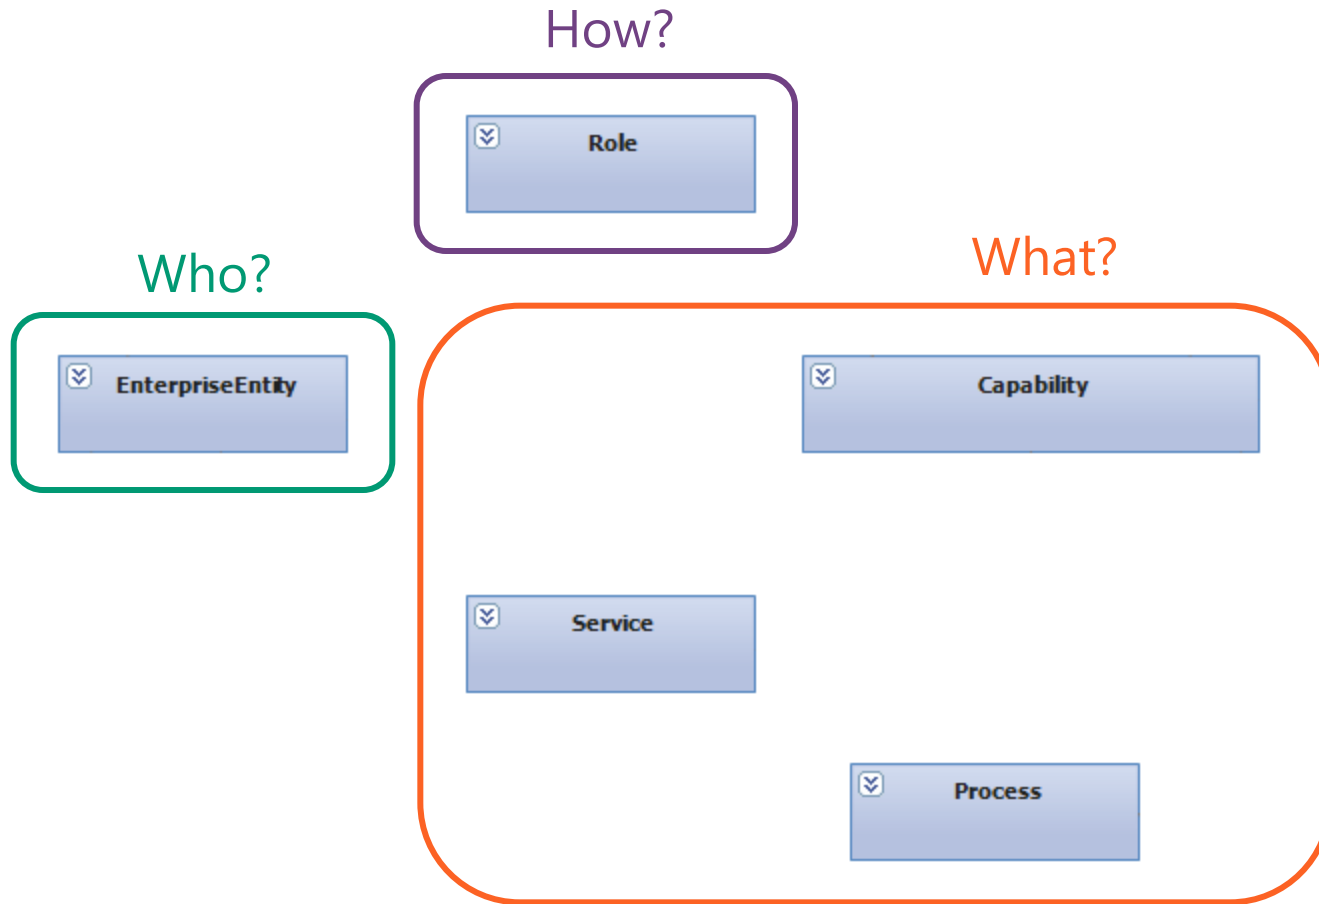 How?
Role
Who?
What?
EnterpriseEntity
Capability
Service
Process